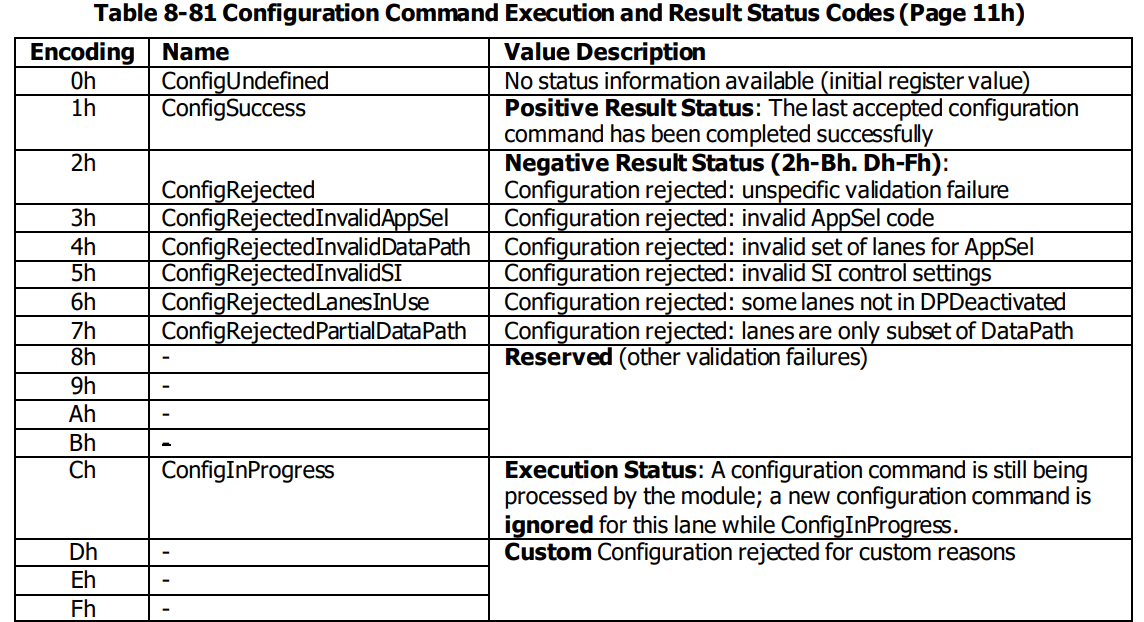 Table 8-81 Configuration Command Execution and Result Status Codes (Page 11h)
Encoding Name Value Description
0h ConfigUndefined No status information available (initial register value)
1h ConfigSuccess Positive Result Status: The last accepted configuration
command has been completed successfully
2h Negative Result Status (2h-Bh. Dh-Fh):
ConfigRejected Configuration rejected: unspecific validation failure
3h ConfigRejectedInvalidAppSel Configuration rejected: invalid AppSel code
4h ConfigRejectedInvalidDataPath Configuration rejected: invalid set of lanes for AppSel
5h ConfigRejectedInvalidSI Configuration rejected: invalid SI control settings
6h ConfigRejectedLanesInUse Configuration rejected: some lanes not in DPDeactivated
7h ConfigRejectedPartialDataPath Configuration rejected: lanes are only subset of DataPath
8h - Reserved (other validation failures)
9h -
Ah -
Bh -
Ch ConfigInProgress Execution Status: A configuration command is still being
processed by the module; a new configuration command is
ignored for this lane while ConfigInProgress.
Dh - Custom Configuration rejected for custom reasons
Eh -
Fh -